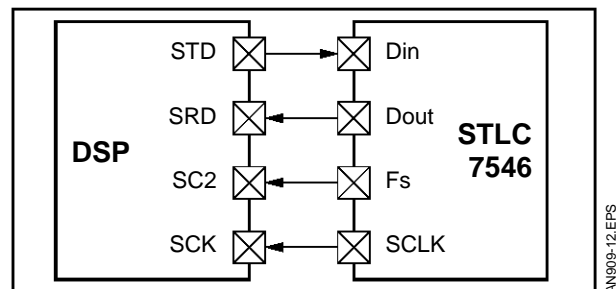 STD Din
SRD Dout
DSP
STLC
7546
SC2 Fs
SCK SCLK
AN909-12.EPS